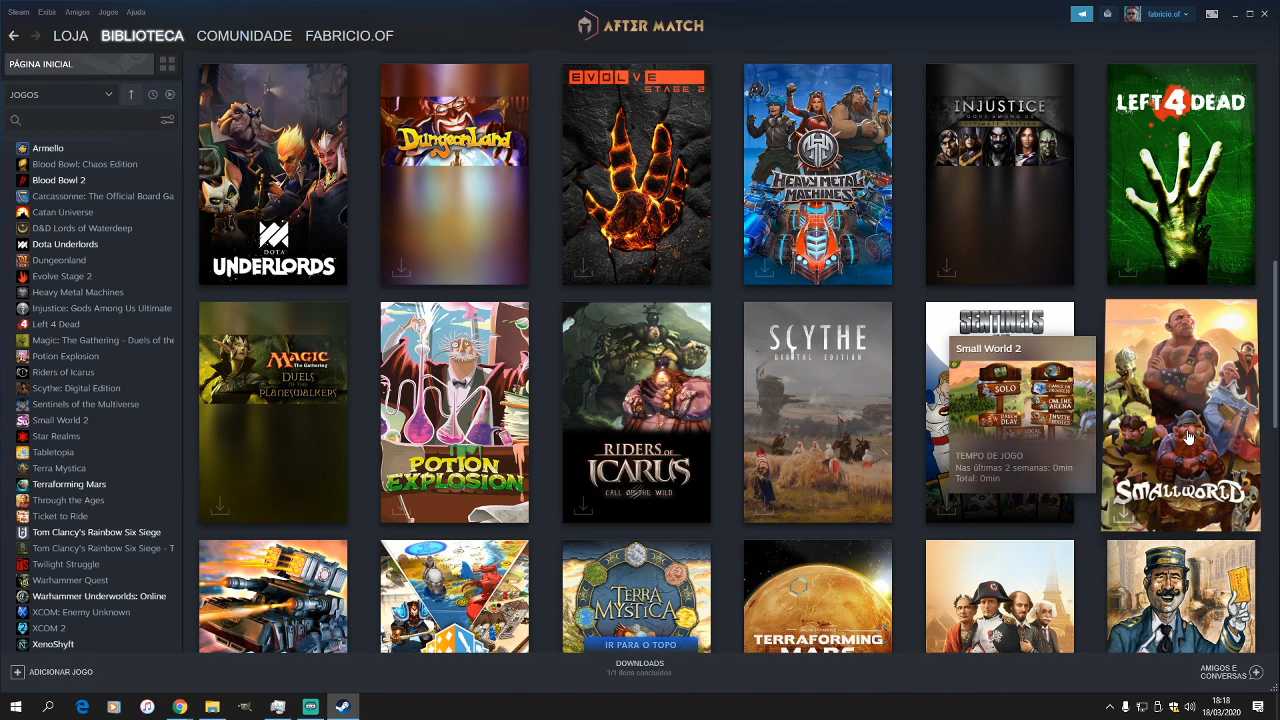 Steam Exibir Amigos Jogos Ajuda
AFTER MATCH
fabricio.of
LOJA BIBLIOTECA COMUNIDADE FABRICIO.OF
PÁGINA INICIAL
JOGOS
Armello
Blood Bowl: Chaos Edition
Blood Bowl 2
Carcassonne: The Official Board Ga
Catan Universe
D&D Lords of Waterdeep
Dota Underlords
Dungeonland
Evolve Stage 2
Heavy Metal Machines
Injustice: Gods Among Us Ultimate
Left 4 Dead
Magic: The Gathering - Duels of the
Potion Explosion
Riders of Icarus
Scythe: Digital Edition
Sentinels of the Multiverse
Small World 2
Star Realms
Tabletopia
Terra Mystica
Terraforming Mars
Through the Ages
Ticket to Ride
Tom Clancy's Rainbow Six Siege
Tom Clancy's Rainbow Six Siege - T
Twilight Struggle
Warhammer Quest
Warhammer Underworlds: Online
XCOM: Enemy Unknown
XCOM 2
XenoShyft
DOTA
UNDERLORDS
DUNGEONLAND
EVOLVE
STAGE 2
HEAVY METAL
MACHINES
INJUSTICE
GODS AMONG US
ULTIMATE EDITION
LEFT 4 DEAD
MAGIC
The Gathering
DUELS
OF THE
PLANESWALKERS
POTION
EXPLOSION
RIDERS OF
ICARUS
CALL OF THE WILD
SCYTHE
DIGITAL EDITION
SENTINELS
Small World 2
SOLO
GAMES IN
PROGRESS
ONLINE
ARENA
INVITE
TEMPO DE JOGO
Nas últimas 2 semanas: 0min
Total: 0min
SMALLWORLD
TERRA
MYSTICA
TERRAFORMING
MARS
IR PARA O TOPO
ADICIONAR JOGO
DOWNLOADS
1/1 itens concluídos
AMIGOS E
CONVERSAS
18:18
18/03/2020